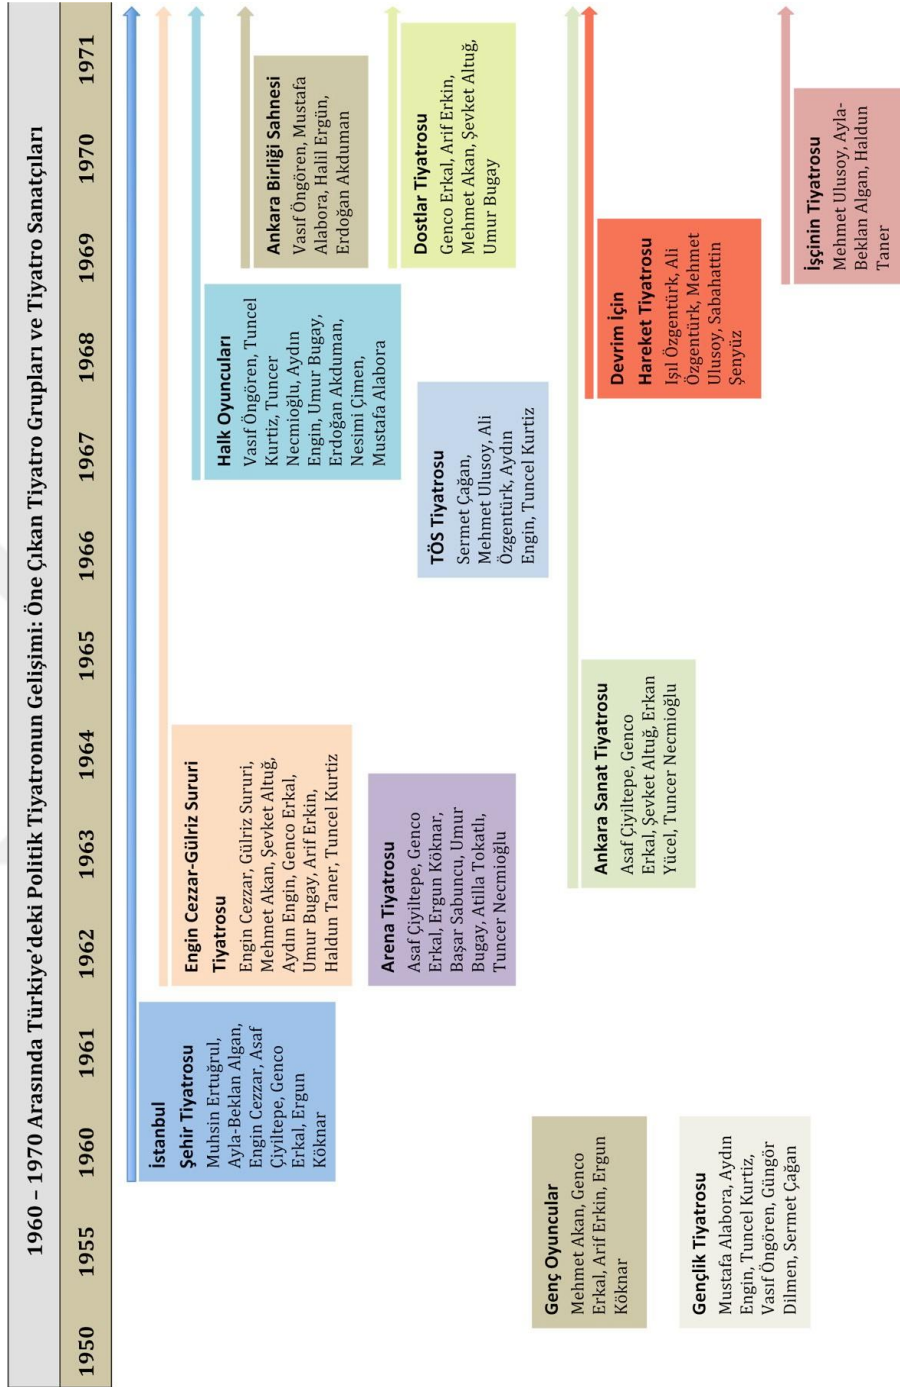 1960 – 1970 Arasında Türkiye’deki Politik Tiyatronun Gelişimi: Öne Çıkan Tiyatro Grupları ve Tiyatro Sanatçıları
1950 1955 1960 1961 1962 1963 1964 1965 1966 1967 1968 1969 1970 1971
İstanbul
Şehir Tiyatrosu
Muhsin Ertuğrul,
Ayla-Beklan Algan,
Engin Cezzar, Asaf
Çiyiltepe, Genco
Erkal, Ergun
Köknar
Engin Cezzar-Gülriz Sururi
Tiyatrosu
Engin Cezzar, Gülriz Sururi,
Mehmet Akan, Şevket Altuğ,
Aydın Engin, Genco Erkal,
Umur Bugay, Arif Erkin,
Haldun Taner, Tuncel Kurtiz
Halk Oyuncuları
Vasıf Öngören, Tuncel
Kurtiz, Tuncer
Necmioğlu, Aydın
Engin, Umur Bugay,
Erdoğan Akduman,
Nesimi Çimen,
Mustafa Alabora
Ankara Birliği Sahnesi
Vasıf Öngören, Mustafa
Alabora, Halil Ergün,
Erdoğan Akduman
Arena Tiyatrosu
Asaf Çiyiltepe, Genco
Erkal, Ergun Köknar,
Başar Sabuncu, Umur
Bugay, Atilla Tokatlı,
Tuncer Necmioğlu
Dostlar Tiyatrosu
Genco Erkal, Arif Erkin,
Mehmet Akan, Şevket Altuğ,
Umur Bugay
TÖS Tiyatrosu
Sermet Çağan,
Mehmet Ulusoy, Ali
Özgentürk, Aydın
Engin, Tuncel Kurtiz
Genç Oyuncular
Mehmet Akan, Genco
Erkal, Arif Erkin, Ergun
Köknar
Ankara Sanat Tiyatrosu
Asaf Çiyiltepe, Genco
Erkal, Şevket Altuğ, Erkan
Yücel, Tuncer Necmioğlu
Devrim İçin
Hareket Tiyatrosu
Işıl Özgentürk, Ali
Özgentürk, Mehmet
Ulusoy, Sabahattin
Şenyüz
Gençlik Tiyatrosu
Mustafa Alabora, Aydın
Engin, Tuncel Kurtiz,
Vasıf Öngören, Güngör
Dilmen, Sermet Çağan
İşçinin Tiyatrosu
Mehmet Ulusoy, Ayla-
Beklan Algan, Haldun
Taner